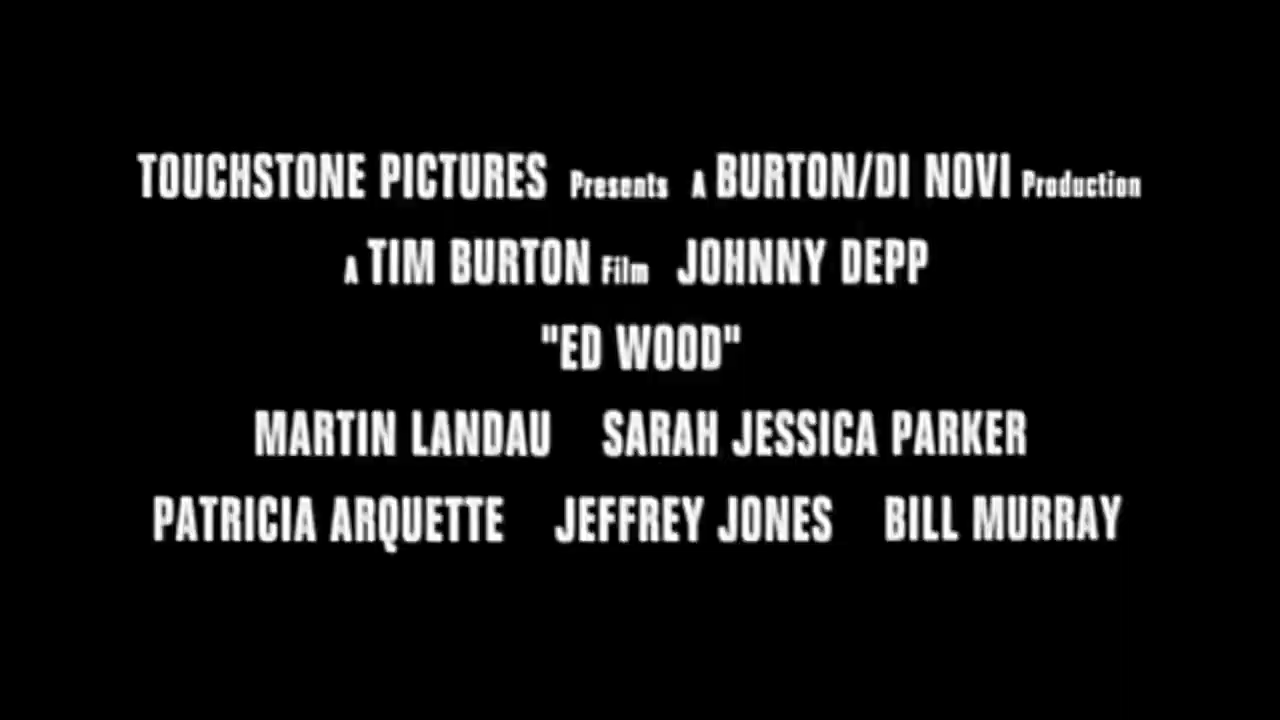 TOUCHSTONE PICTURES Presents A BURTON/DI NOVI Production
A TIM BURTON Film JOHNNY DEPP
"ED WOOD"
MARTIN LANDAU SARAH JESSICA PARKER
PATRICIA ARQUETTE JEFFREY JONES BILL MURRAY